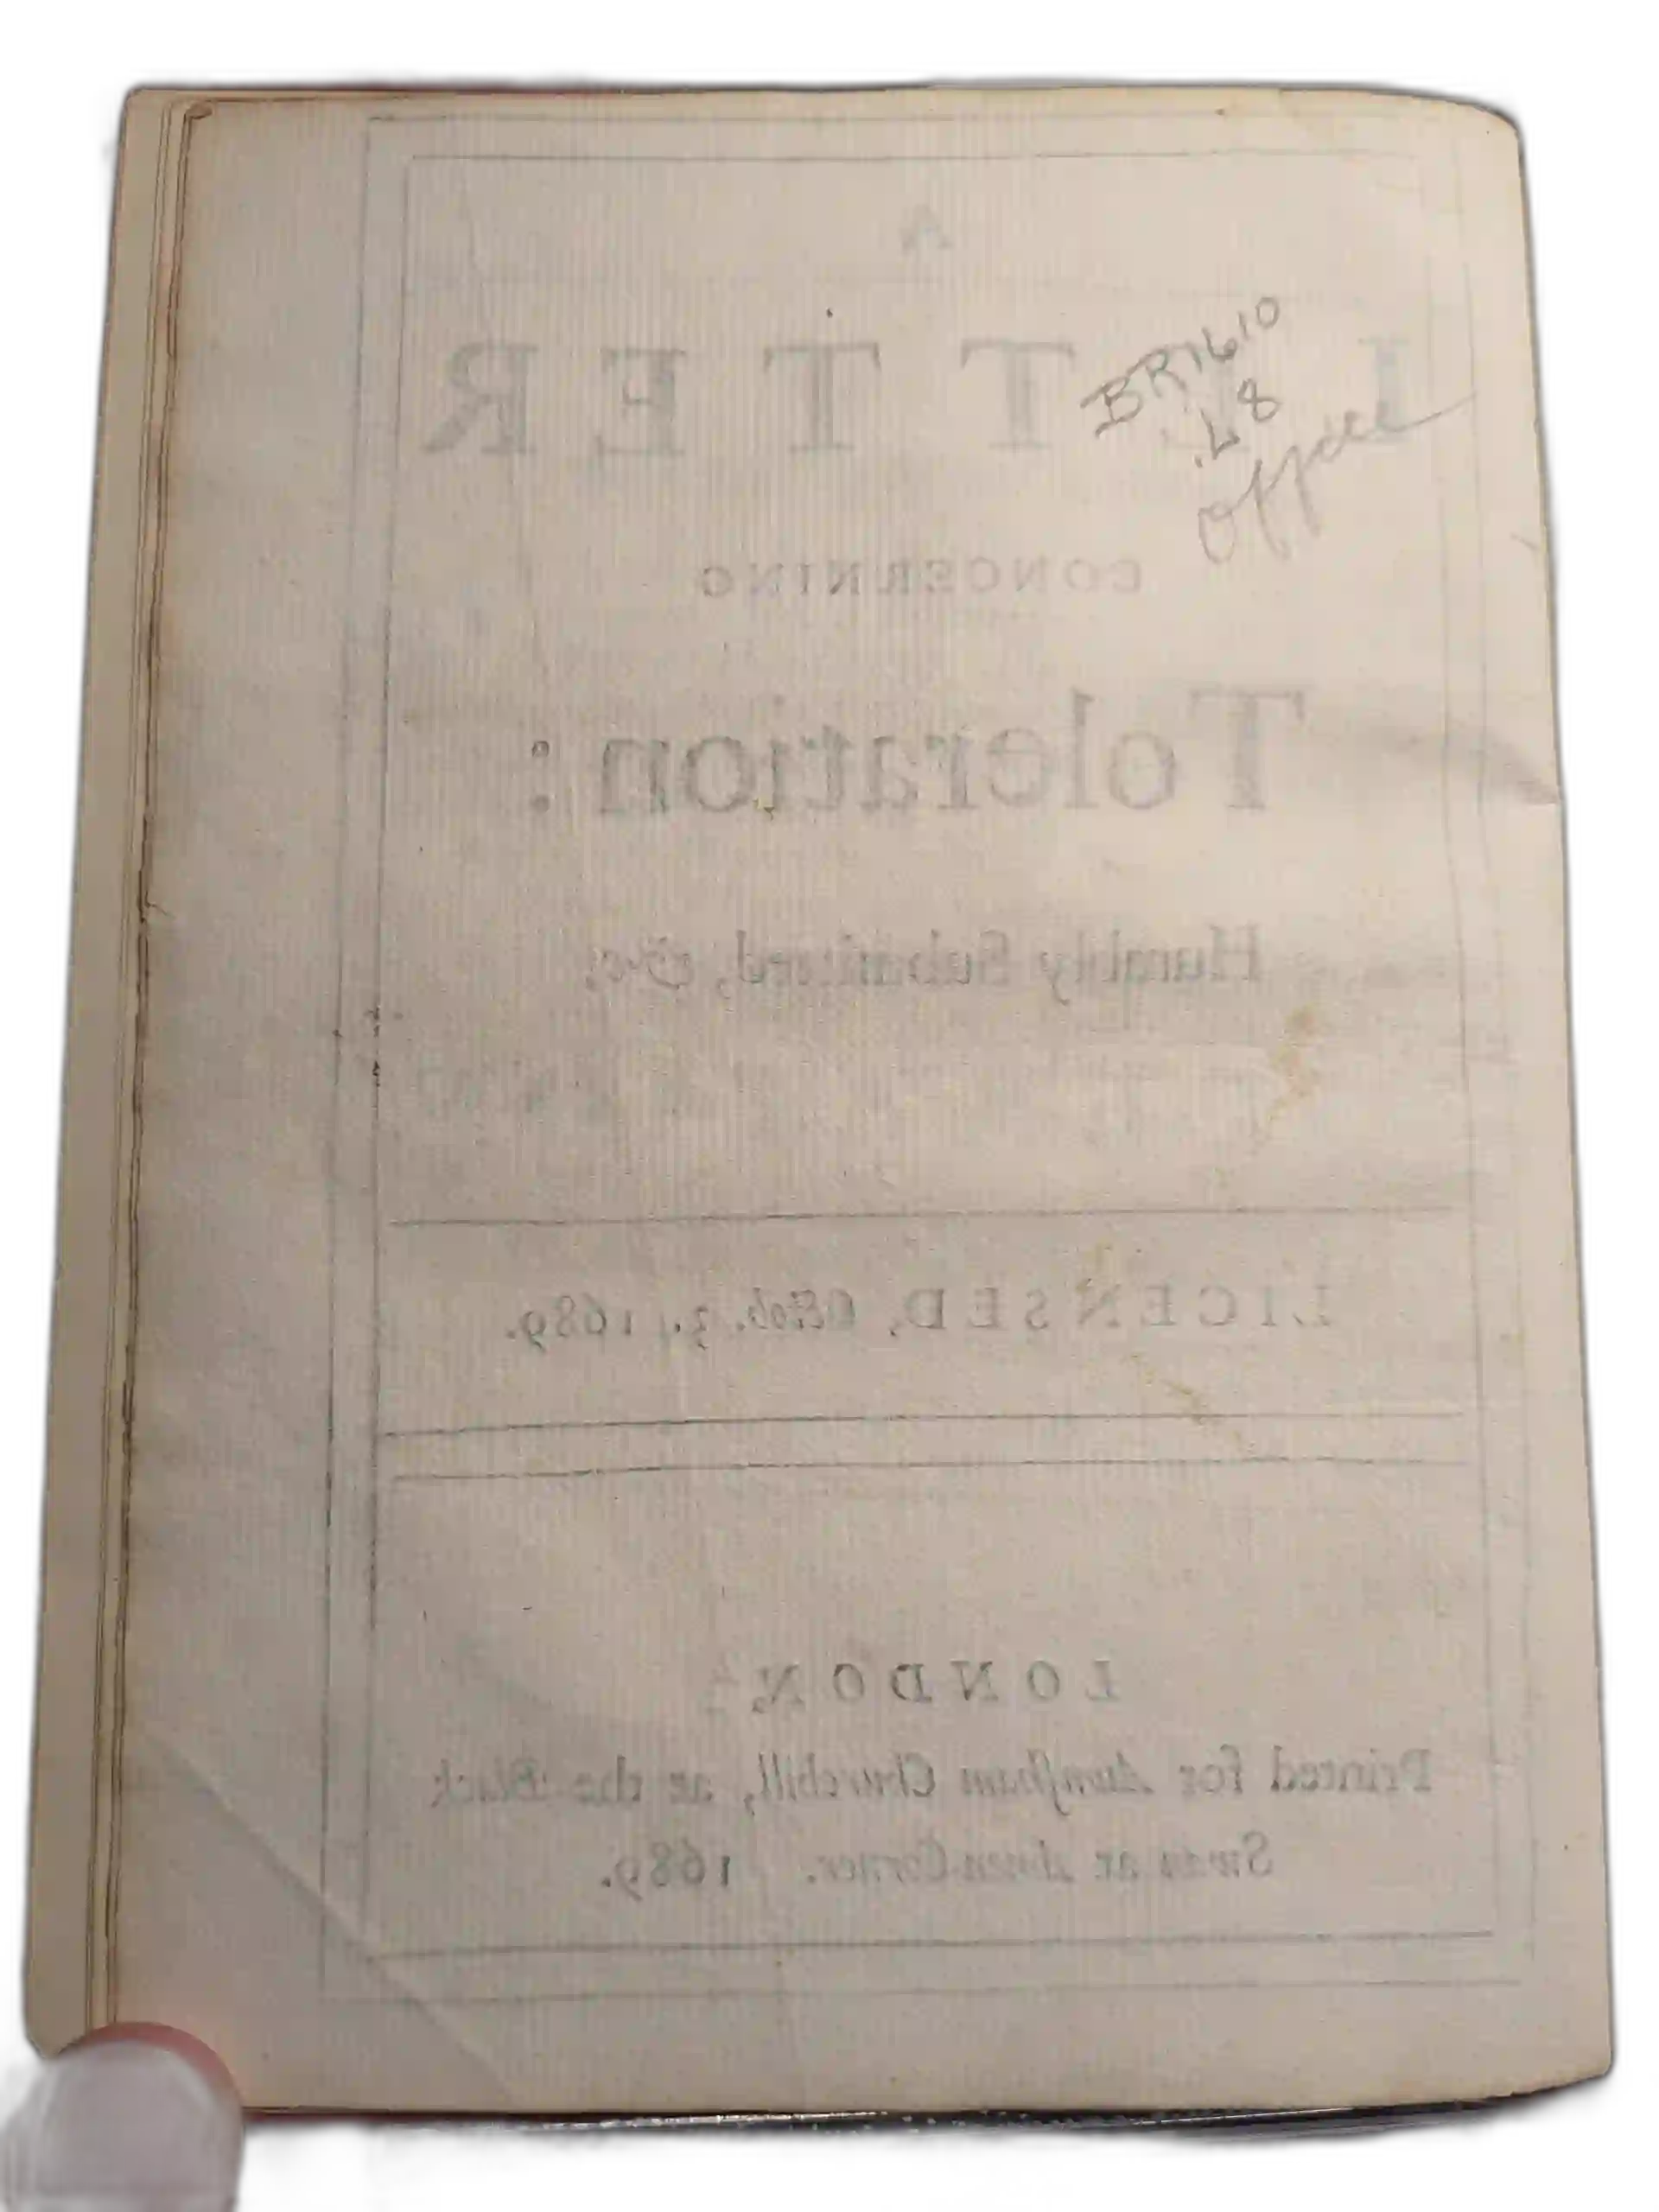 A
LETTER
BR1610
.L8
Office
CONCERNING
Toleration:
Humbly Submitted, &c.
LICENSED, Octob. 3. 1689.
LONDON,
Printed for Awnſham Churchill, at the Black
Swan at Amen-Corner. 1689.